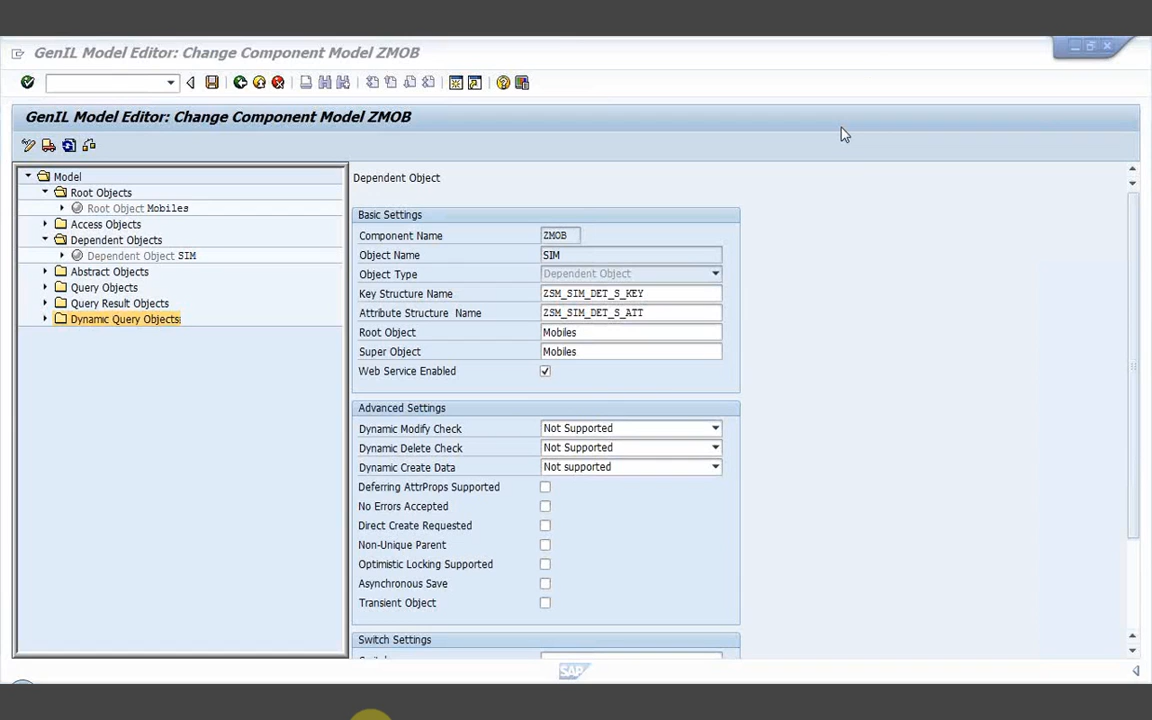 GenIL Model Editor: Change Component Model ZMOB
GenIL Model Editor: Change Component Model ZMOB
Model
Root Objects
Root Object Mobiles
Access Objects
Dependent Objects
Dependent Object SIM
Abstract Objects
Query Objects
Query Result Objects
Dynamic Query Objects
Dependent Object
Basic Settings
Component Name ZMOB
Object Name SIM
Object Type Dependent Object
Key Structure Name ZSM_SIM_DET_S_KEY
Attribute Structure Name ZSM_SIM_DET_S_ATT
Root Object Mobiles
Super Object Mobiles
Web Service Enabled
Advanced Settings
Dynamic Modify Check Not Supported
Dynamic Delete Check Not Supported
Dynamic Create Data Not supported
Deferring AttrProps Supported
No Errors Accepted
Direct Create Requested
Non-Unique Parent
Optimistic Locking Supported
Asynchronous Save
Transient Object
Switch Settings
SAP